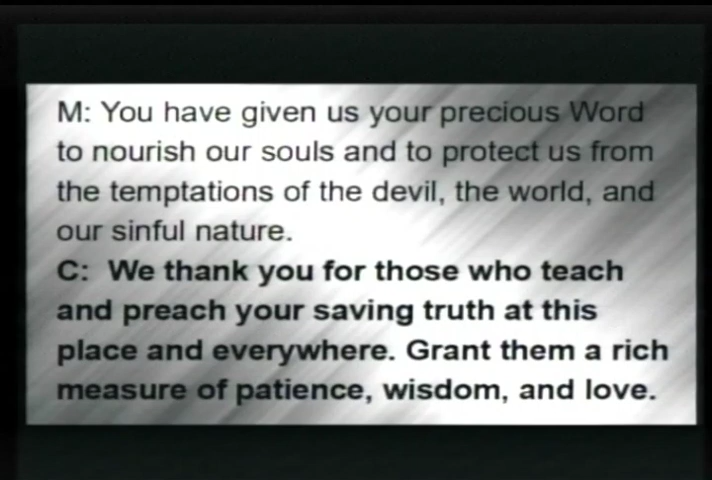 M: You have given us your precious Word
to nourish our souls and to protect us from
the temptations of the devil, the world, and
our sinful nature.
C: We thank you for those who teach
and preach your saving truth at this
place and everywhere. Grant them a rich
measure of patience, wisdom, and love.